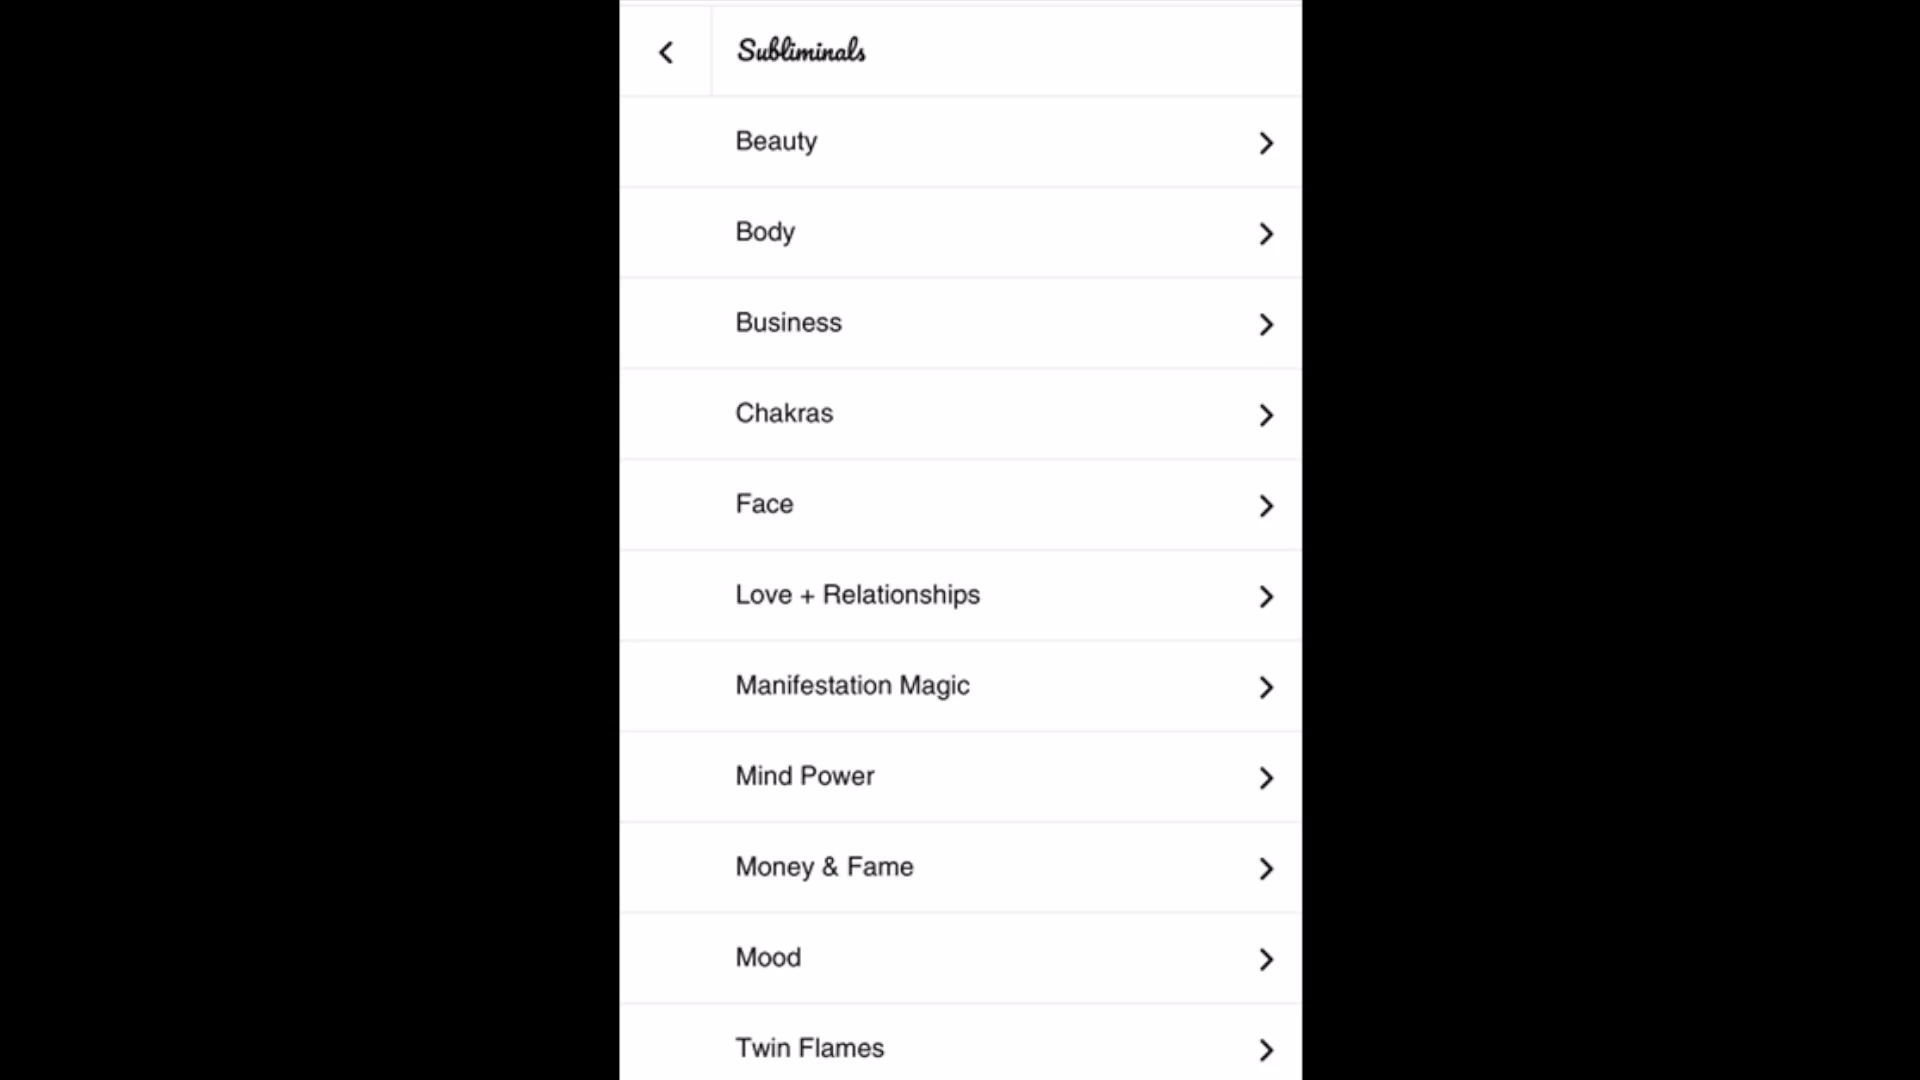 Subliminals
Beauty
Body
Business
Chakras
Face
Love + Relationships
Manifestation Magic
Mind Power
Money & Fame
Mood
Twin Flames